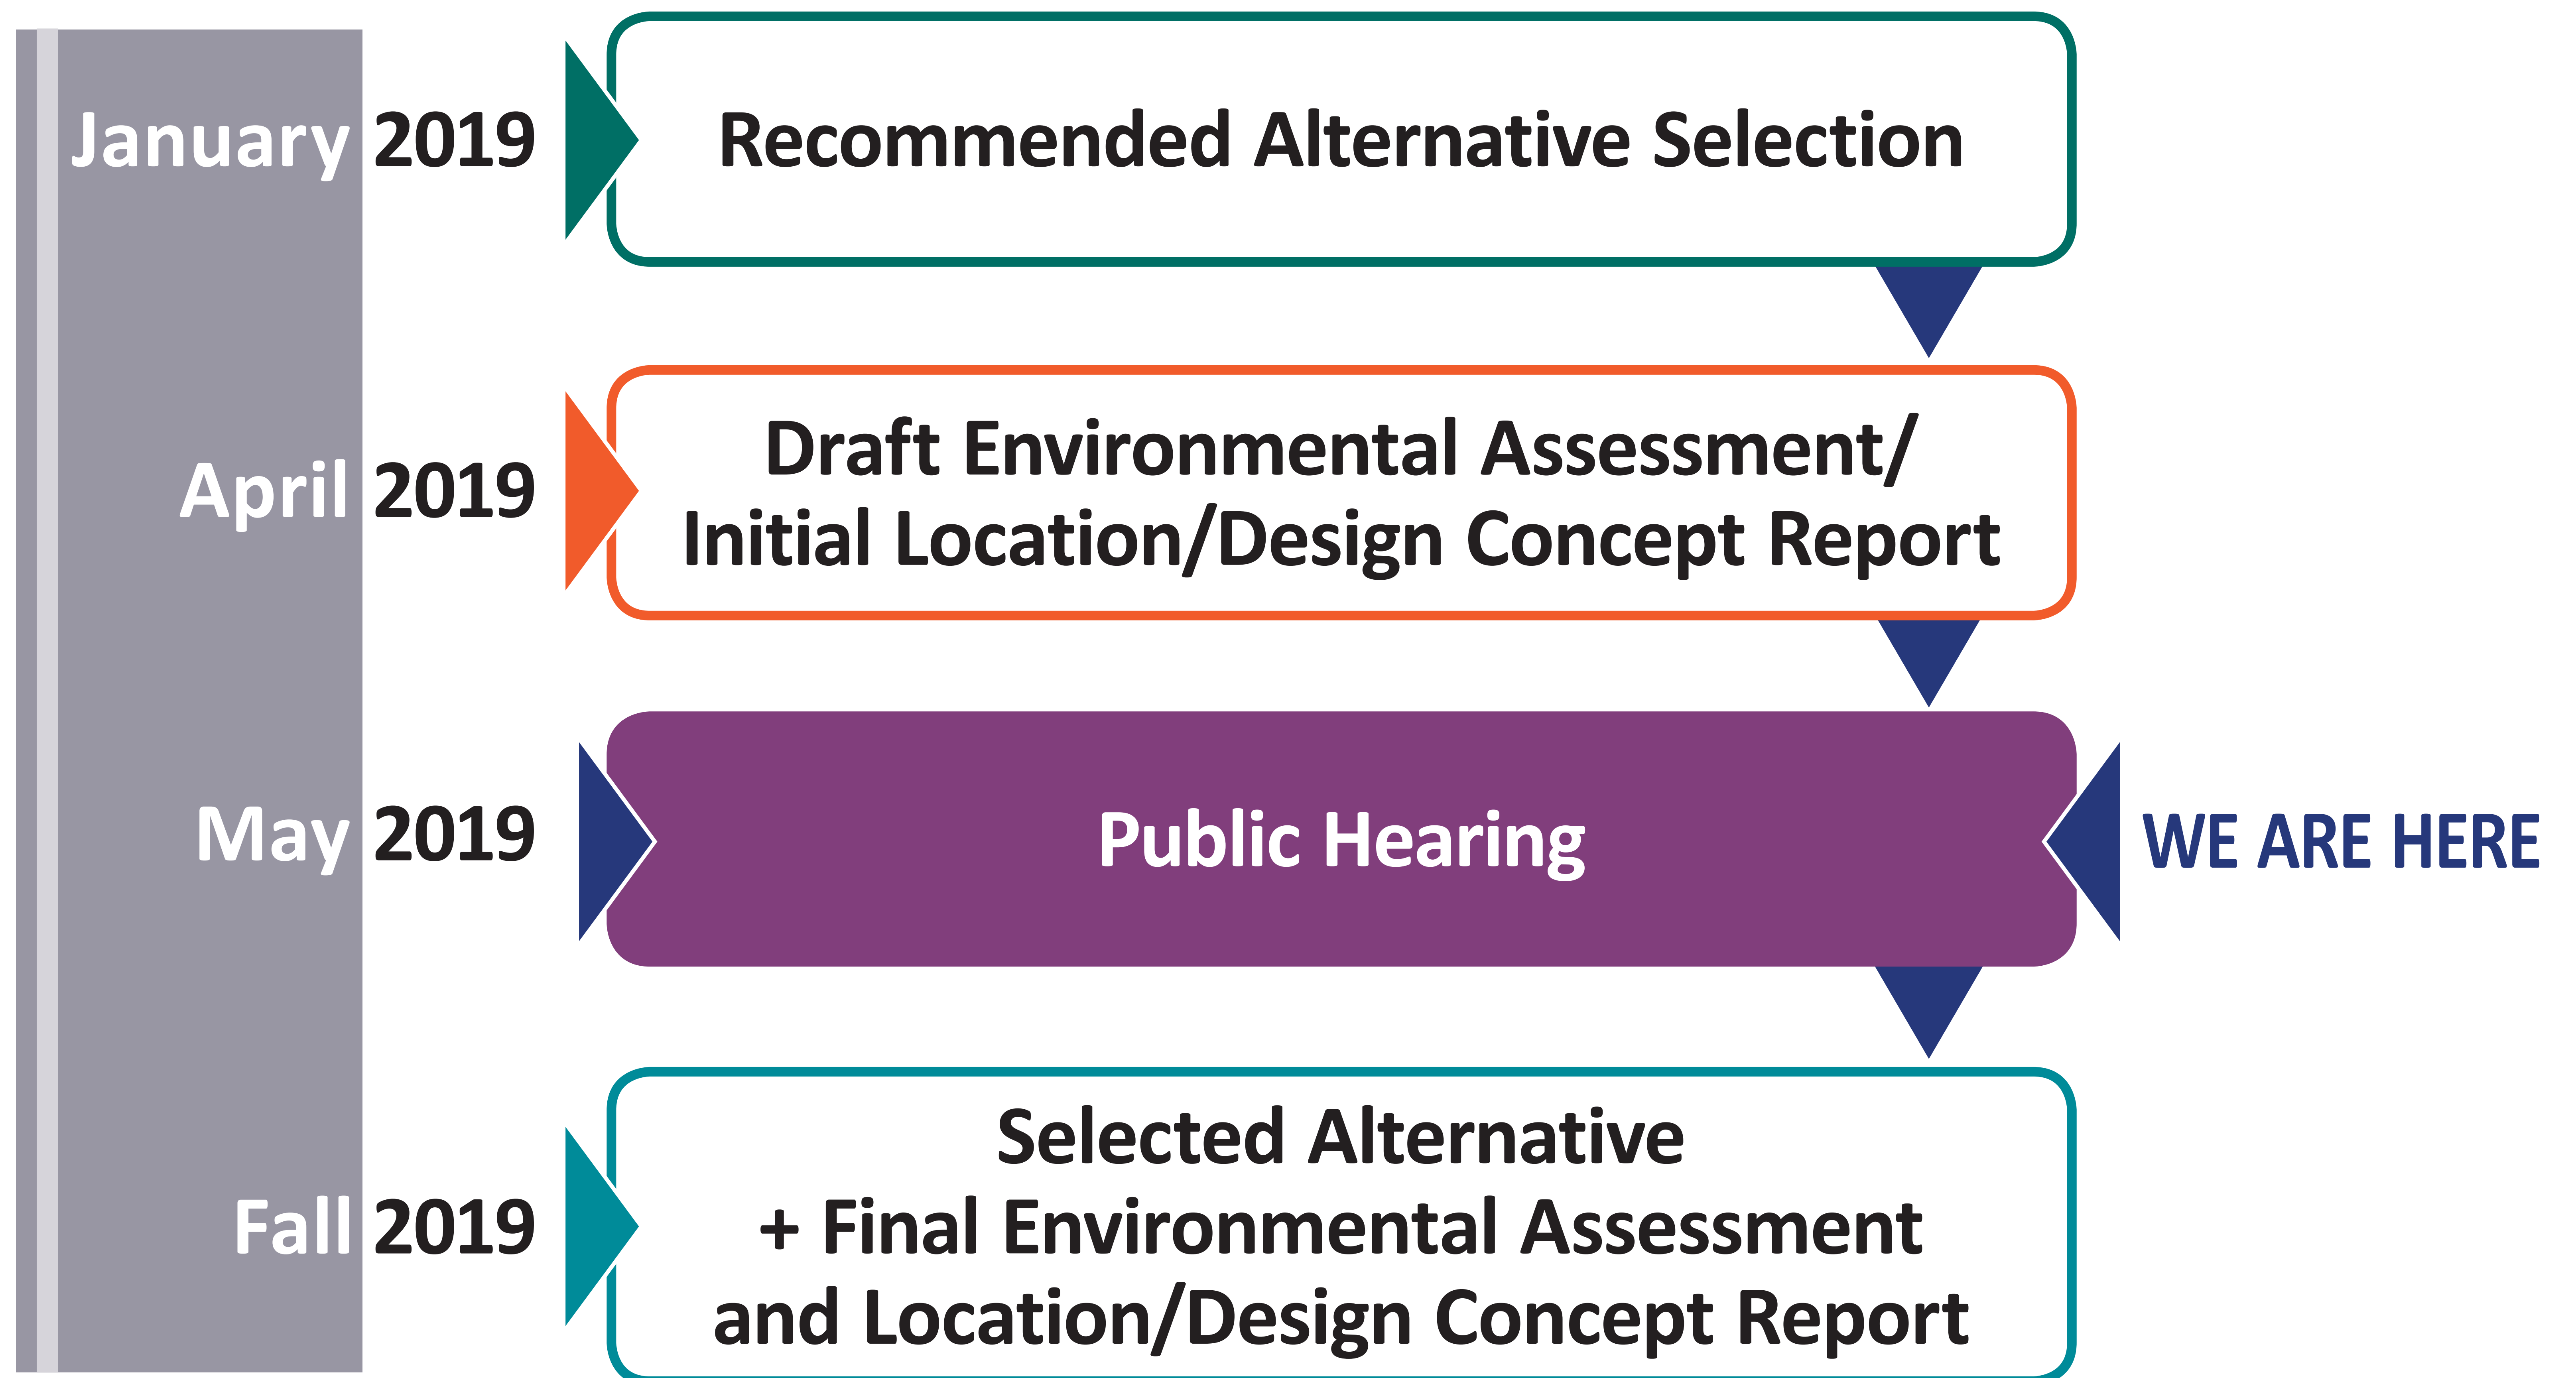 January 2019
Recommended Alternative Selection
April 2019
Draft Environmental Assessment/
Initial Location/Design Concept Report
May 2019
Public Hearing
WE ARE HERE
Fall 2019
Selected Alternative
+ Final Environmental Assessment
and Location/Design Concept Report